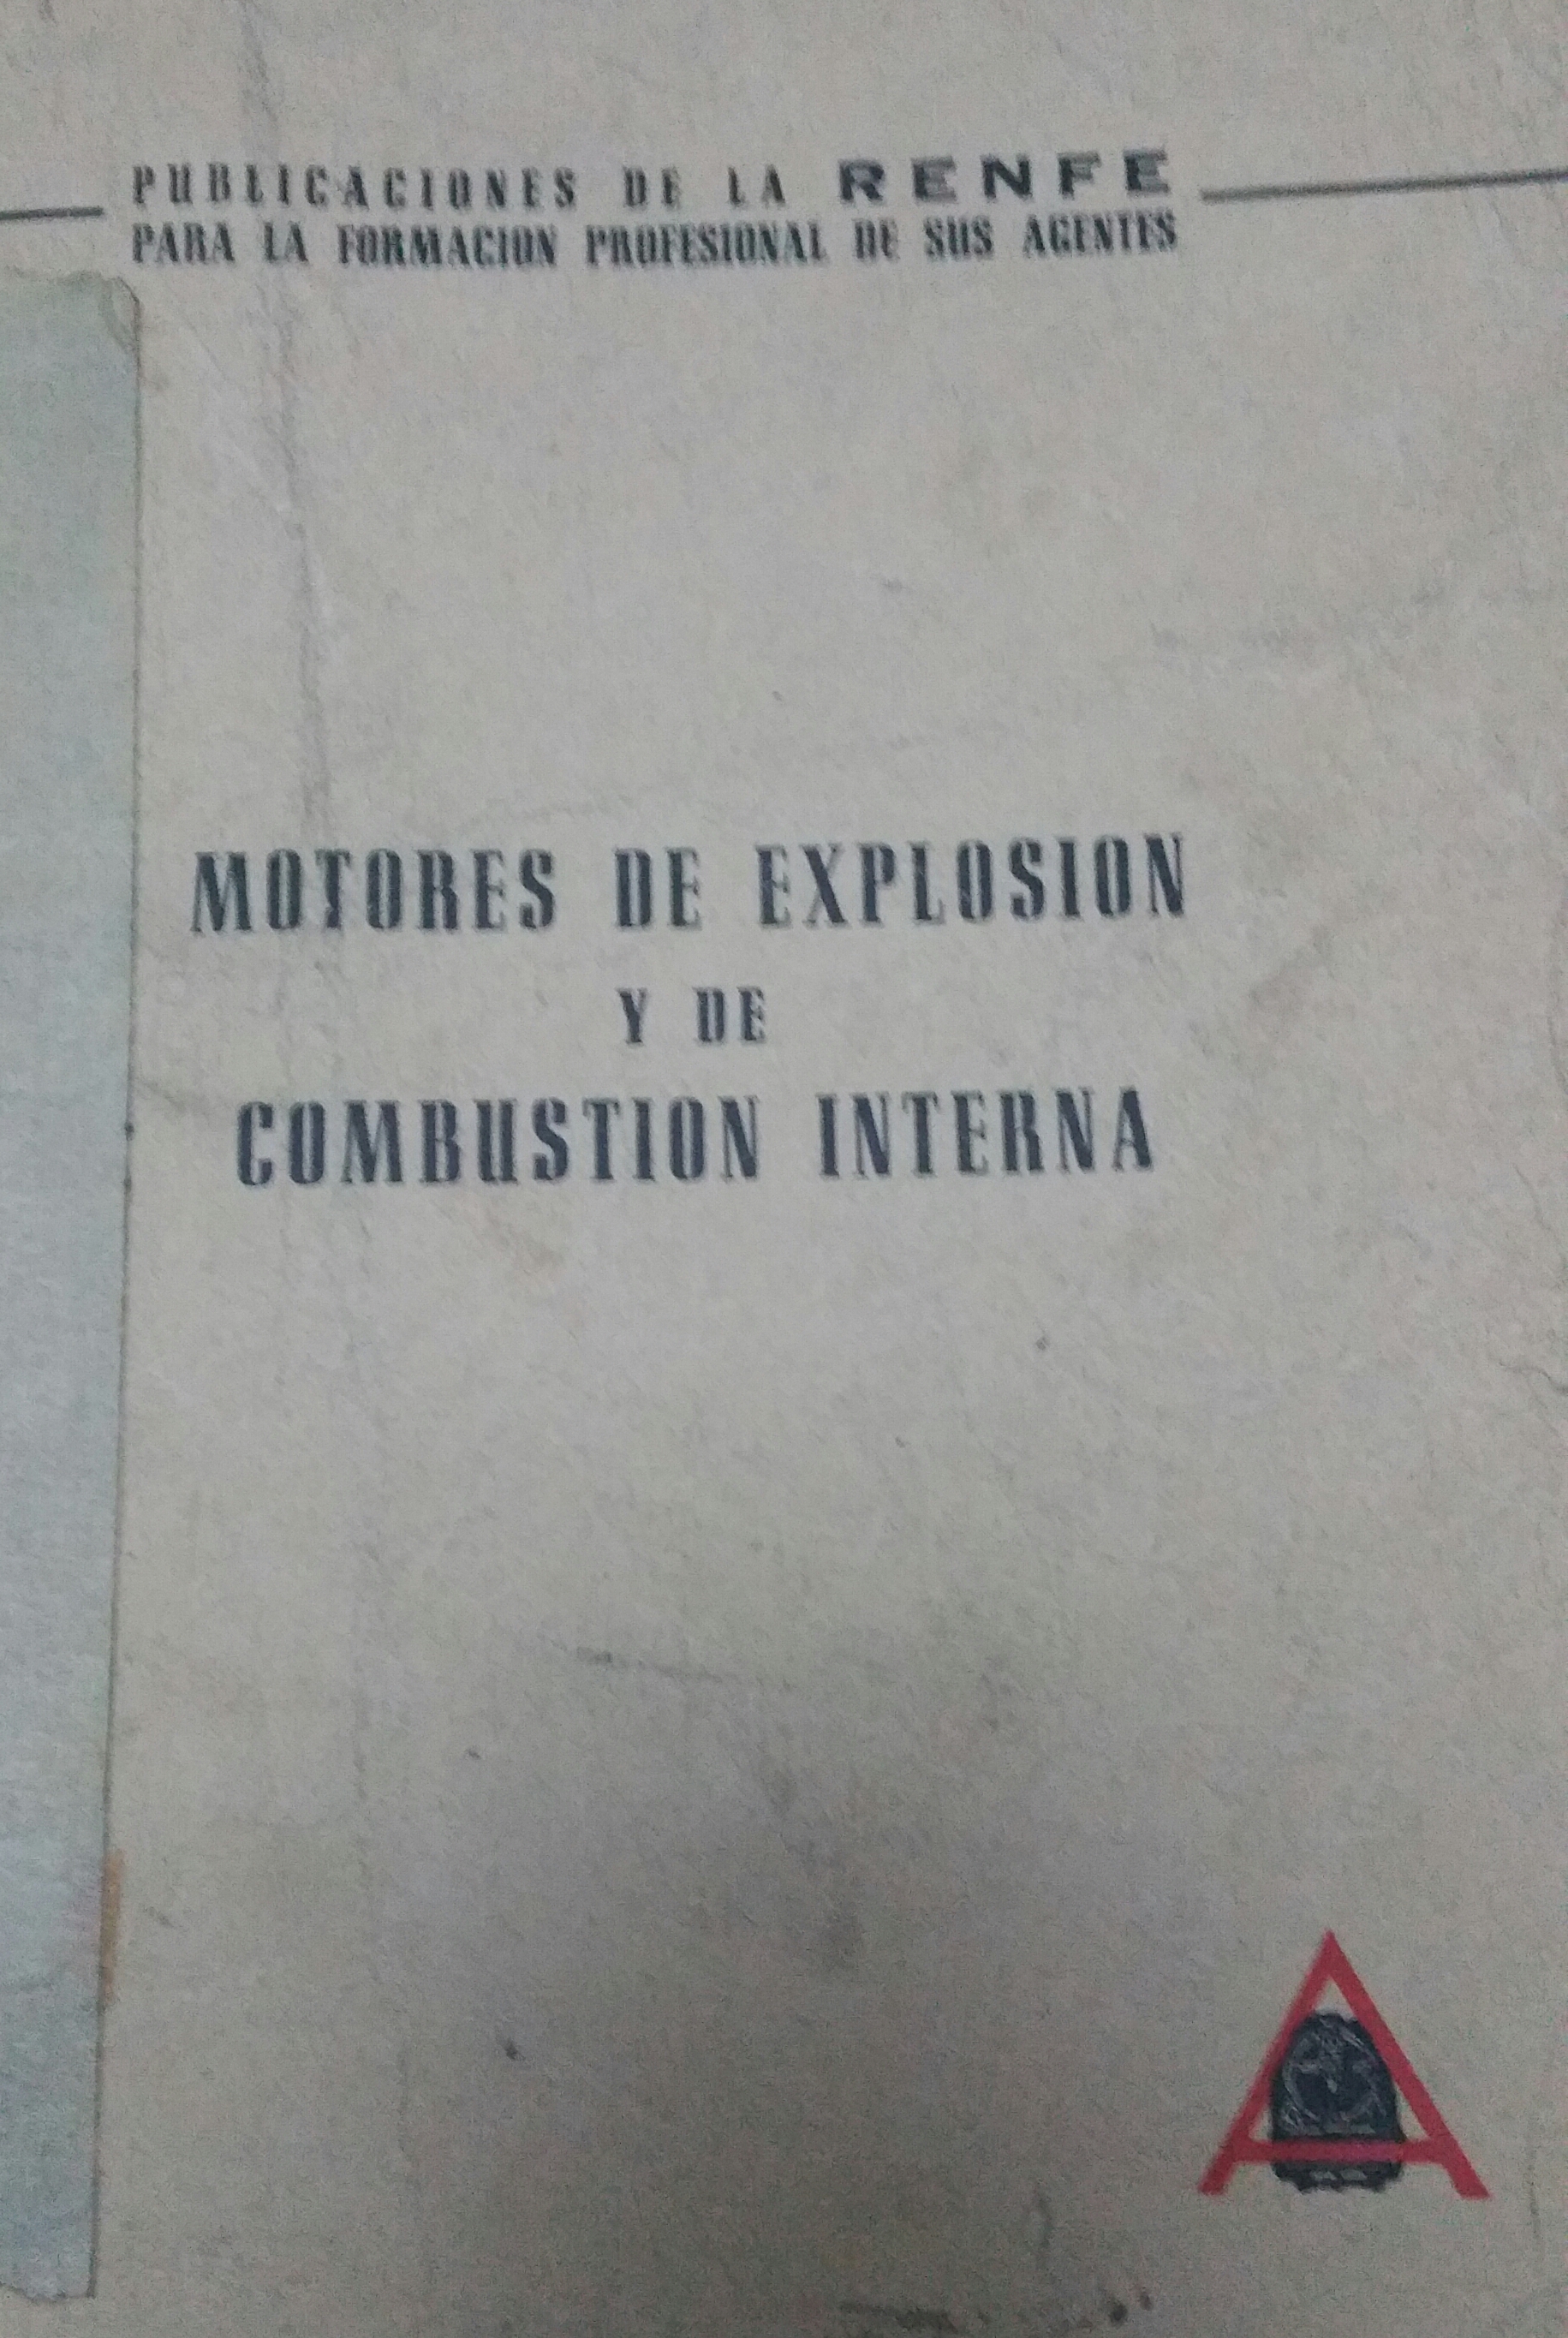 PUBLICACIONES DE LA RENFE
PARA LA FORMACION PROFESIONAL DE SUS AGENTES
MOTORES DE EXPLOSION
Y DE
COMBUSTION INTERNA
A